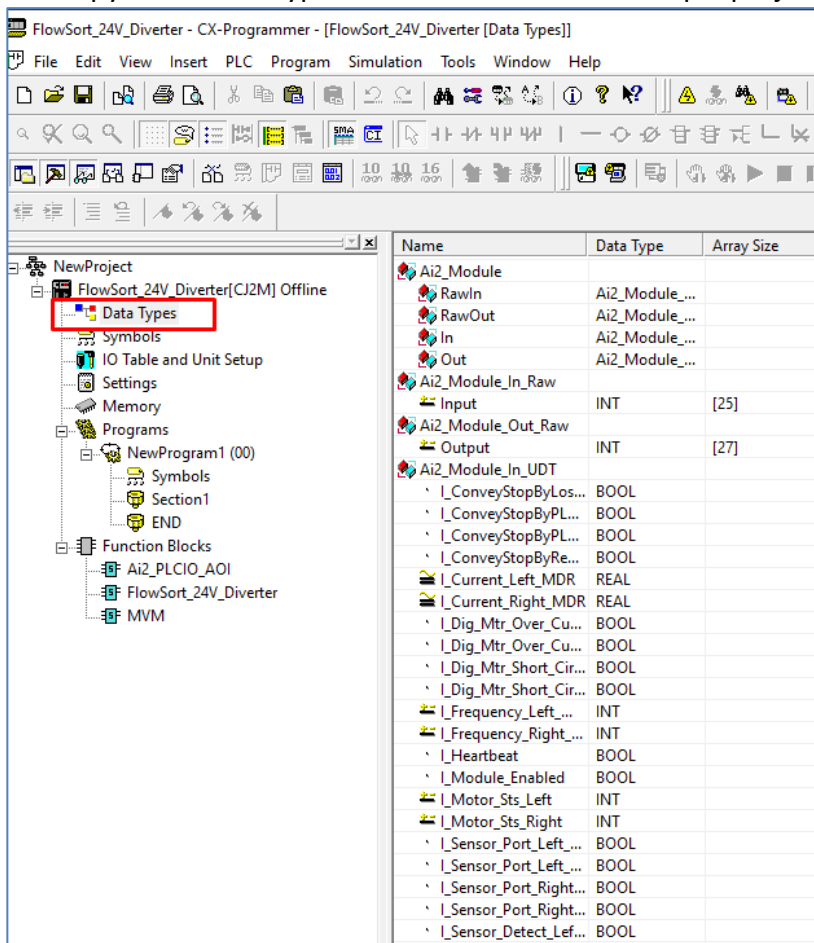 FlowSort_24V_Diverter - CX-Programmer - [FlowSort_24V_Diverter [Data Types]]
File Edit View Insert PLC Program Simulation Tools Window Help
NewProject
FlowSort_24V_Diverter[CJ2M] Offline
Data Types
Symbols
IO Table and Unit Setup
Settings
Memory
Programs
NewProgram1 (00)
Symbols
Section1
END
Function Blocks
Ai2_PLCIO_AOI
FlowSort_24V_Diverter
MVM
Name Data Type Array Size
Ai2_Module
RawIn Ai2_Module_...
RawOut Ai2_Module_...
In Ai2_Module_...
Out Ai2_Module_...
Ai2_Module_In_Raw
Input INT [25]
Ai2_Module_Out_Raw
Output INT [27]
Ai2_Module_In_UDT
I_ConveyStopByLos... BOOL
I_ConveyStopByPL... BOOL
I_ConveyStopByPL... BOOL
I_ConveyStopByRe... BOOL
I_Current_Left_MDR REAL
I_Current_Right_MDR REAL
I_Dig_Mtr_Over_Cu... BOOL
I_Dig_Mtr_Over_Cu... BOOL
I_Dig_Mtr_Short_Cir... BOOL
I_Dig_Mtr_Short_Cir... BOOL
I_Frequency_Left_... INT
I_Frequency_Right_... INT
I_Heartbeat BOOL
I_Module_Enabled BOOL
I_Motor_Sts_Left INT
I_Motor_Sts_Right INT
I_Sensor_Port_Left_... BOOL
I_Sensor_Port_Left_... BOOL
I_Sensor_Port_Right... BOOL
I_Sensor_Port_Right... BOOL
I_Sensor_Detect_Lef... BOOL